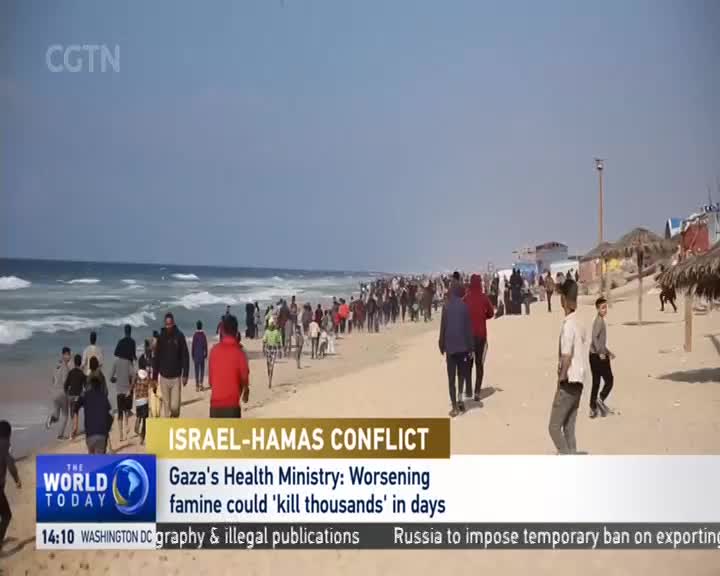 CGTN
ISRAEL-HAMAS CONFLICT
THE
WORLD
TODAY
Gaza's Health Ministry: Worsening
famine could 'kill thousands' in days
14:10 WASHINGTON DC
graphy & illegal publications Russia to impose temporary ban on exporting